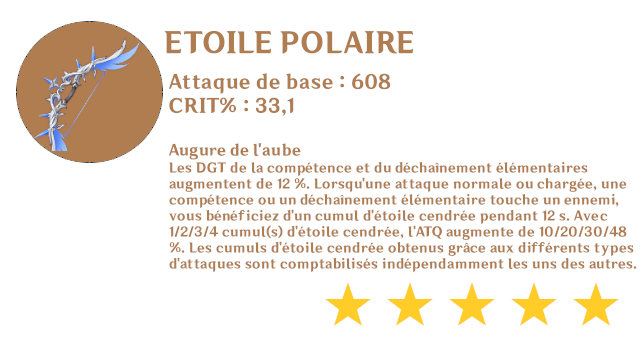 ETOILE POLAIRE
Attaque de base : 608
CRIT% : 33,1
Augure de l'aube
Les DGT de la compétence et du déchaînement élémentaires
augmentent de 12 %. Lorsqu'une attaque normale ou chargée, une
compétence ou un déchaînement élémentaire touche un ennemi,
vous bénéficiez d'un cumul d'étoile cendrée pendant 12 s. Avec
1/2/3/4 cumul(s) d'étoile cendrée, l'ATQ augmente de 10/20/30/48
%. Les cumuls d'étoile cendrée obtenus grâce aux différents types
d'attaques sont comptabilisés indépendamment les uns des autres.